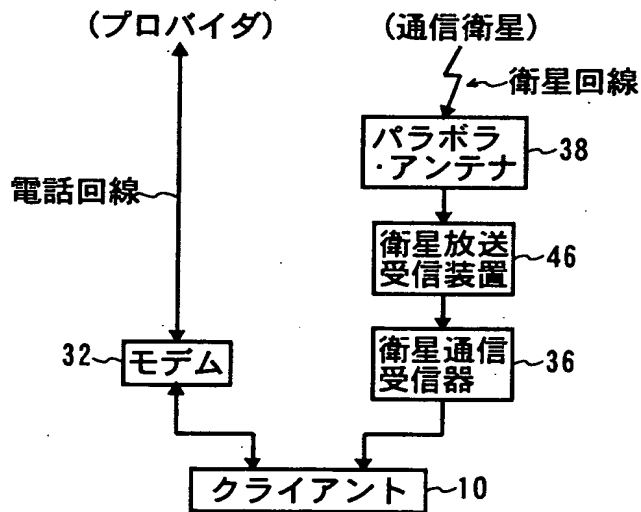 (プロバイダ)
(通信衛星)
衛星回線
パラボラ
・アンテナ
38
電話回線
衛星放送
受信装置
46
32
モデム
衛星通信
受信器
36
クライアント
10